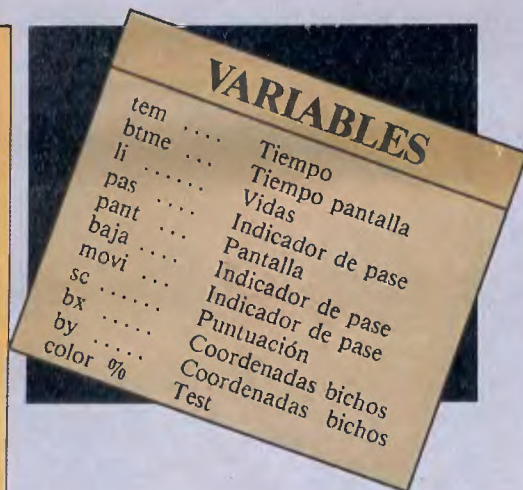 VARIABLES
tem .... Tiempo
btme ... Tiempo pantalla
li ...... Vidas
pas .... Indicador de pase
pant ... Pantalla
baja .... Indicador de pase
movi ... Indicador de pase
sc ...... Puntuación
bx ..... Coordenadas bichos
by ..... Coordenadas bichos
color % Test